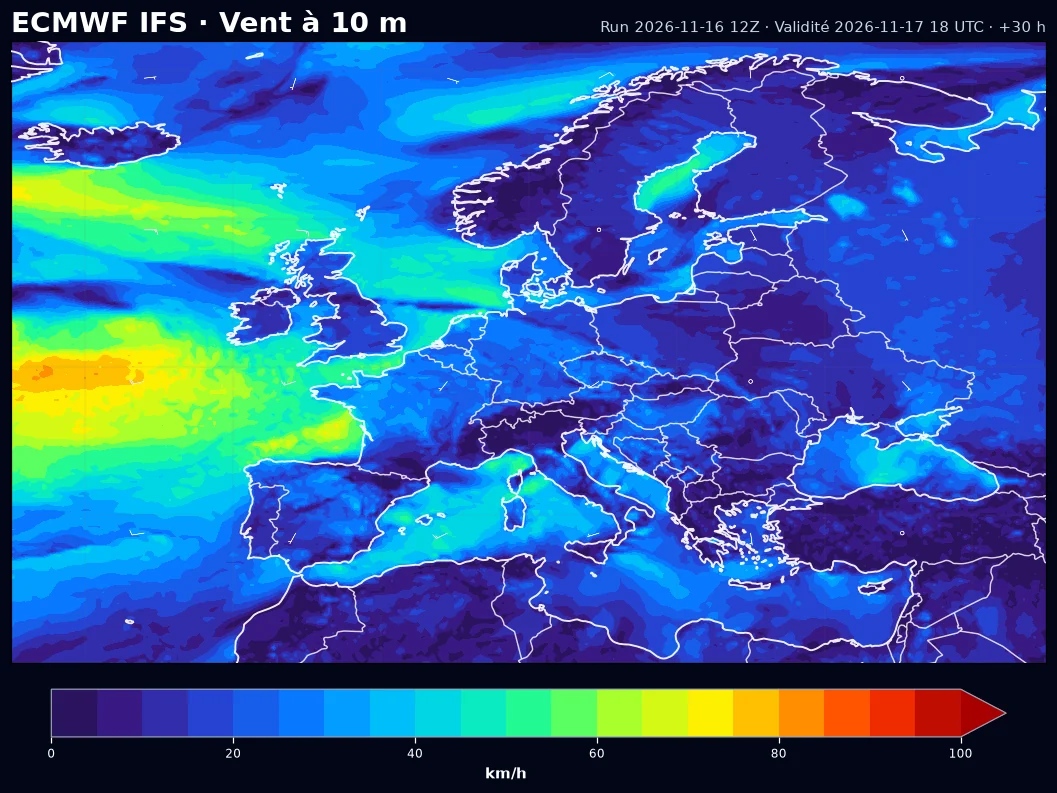 ECMWF IFS · Vent à 10 m
Run 2026-11-16 12Z · Validité 2026-11-17 18 UTC · +30 h
0 20 40 60 80 100
km/h